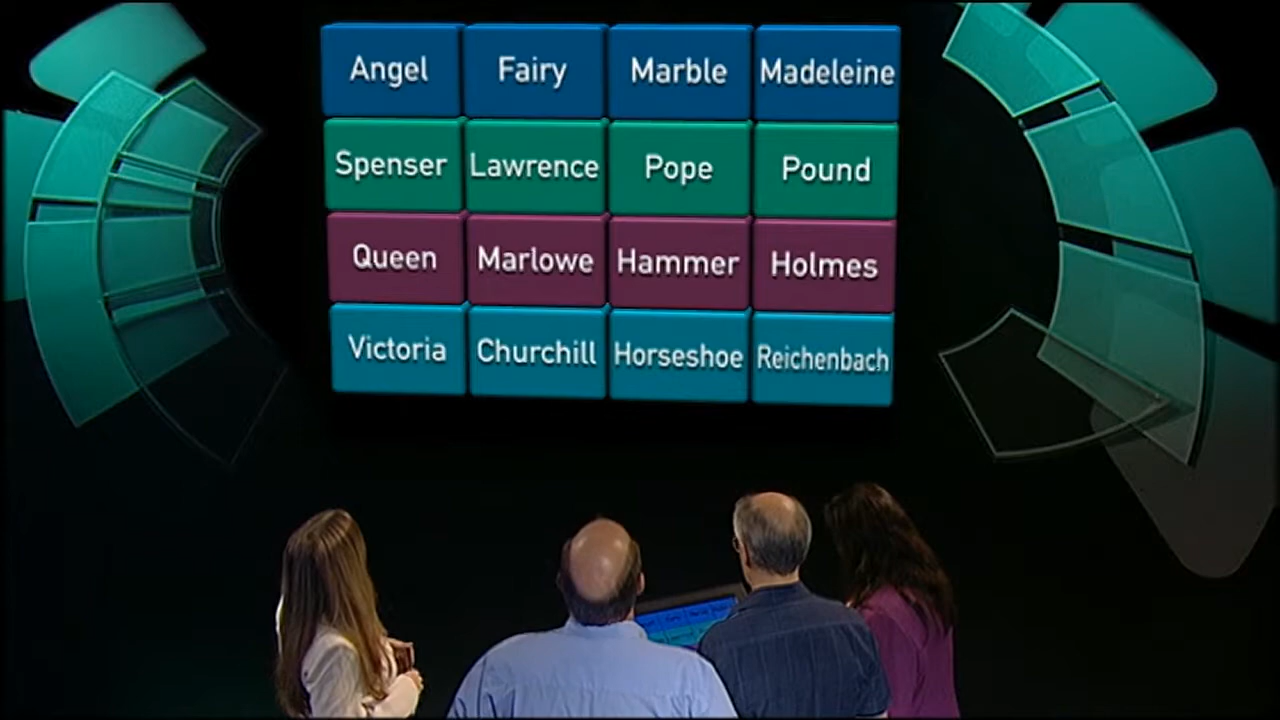 Angel Fairy Marble Madeleine
Spenser Lawrence Pope Pound
Queen Marlowe Hammer Holmes
Victoria Churchill Horseshoe Reichenbach